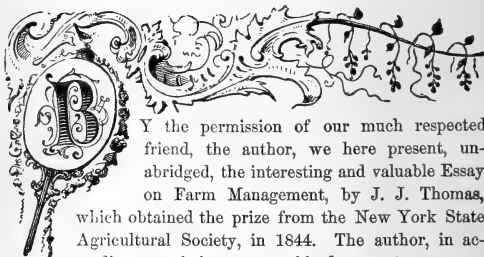 BY the permission of our much respected
friend, the author, we here present, un-
abridged, the interesting and valuable Essay
on Farm Management, by J. J. Thomas,
which obtained the prize from the New York State
Agricultural Society, in 1844. The author, in ac-